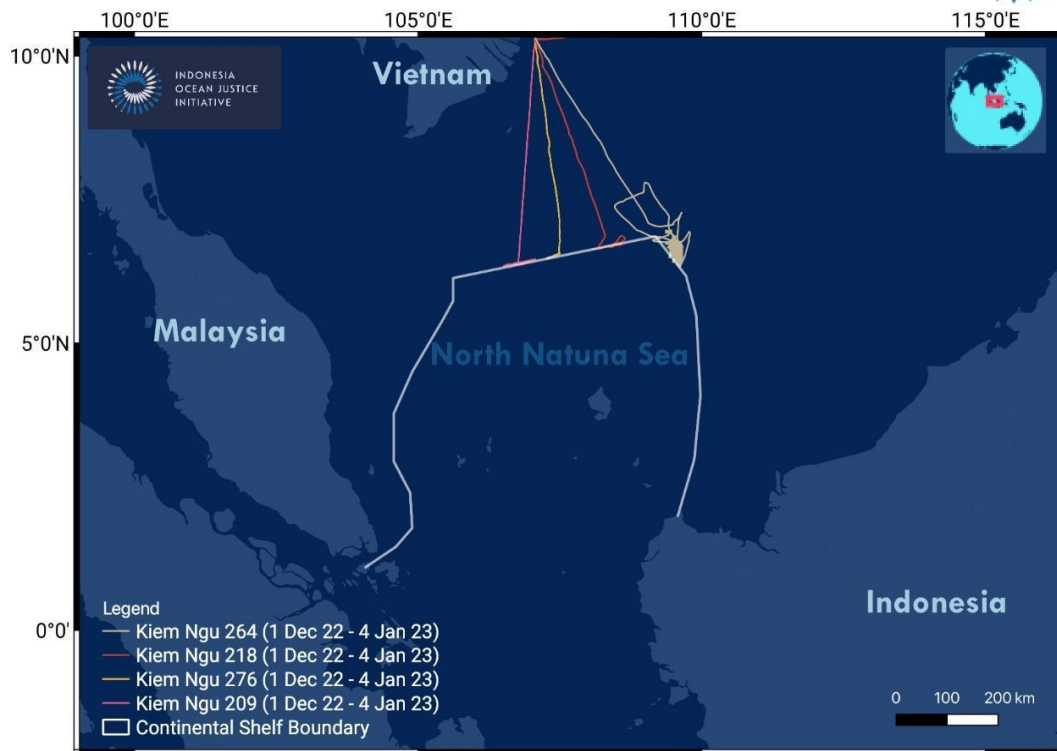 100°0'E 105°0'E 110°0'E 115°0'E
10°0'N
INDONESIA
OCEAN JUSTICE
INITIATIVE
Vietnam
Malaysia
5°0'N
North Natuna Sea
Indonesia
0°0'
Legend
Kiem Ngu 264 (1 Dec 22 - 4 Jan 23)
Kiem Ngu 218 (1 Dec 22 - 4 Jan 23)
Kiem Ngu 276 (1 Dec 22 - 4 Jan 23)
Kiem Ngu 209 (1 Dec 22 - 4 Jan 23)
Continental Shelf Boundary
0 100 200 km